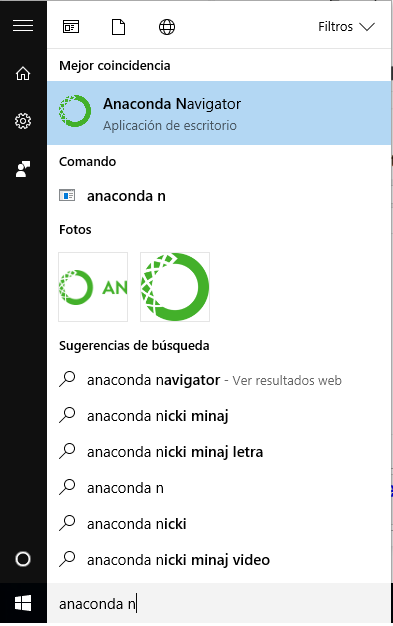 Filtros
Mejor coincidencia
Anaconda Navigator
Aplicación de escritorio
Comando
anaconda n
Fotos
AN
Sugerencias de búsqueda
anaconda navigator - Ver resultados web
anaconda nicki minaj
anaconda nicki minaj letra
anaconda n
anaconda nicki
anaconda nicki minaj video
anaconda n